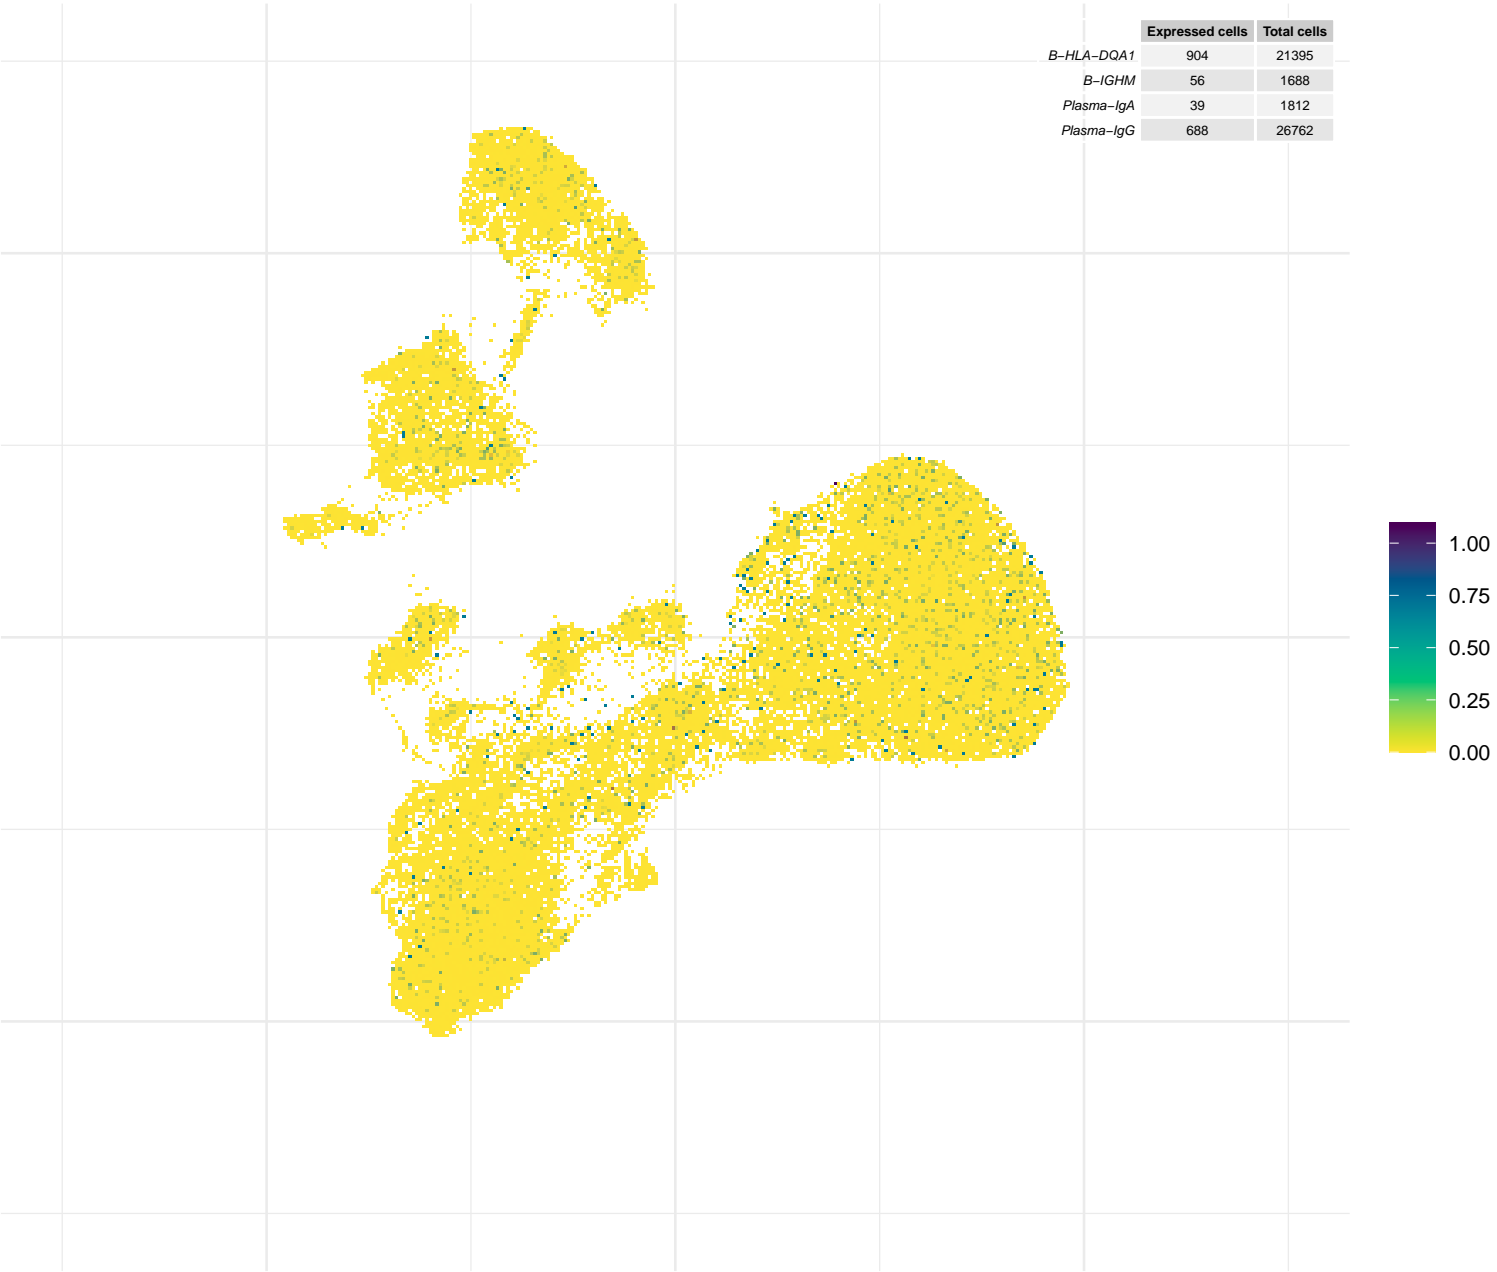 Expressed cells Total cells
B−HLA−DQA1 904 21395
B−IGHM 56 1688
Plasma−IgA 39 1812
Plasma−IgG 688 26762
1.00
0.75
0.50
0.25
0.00